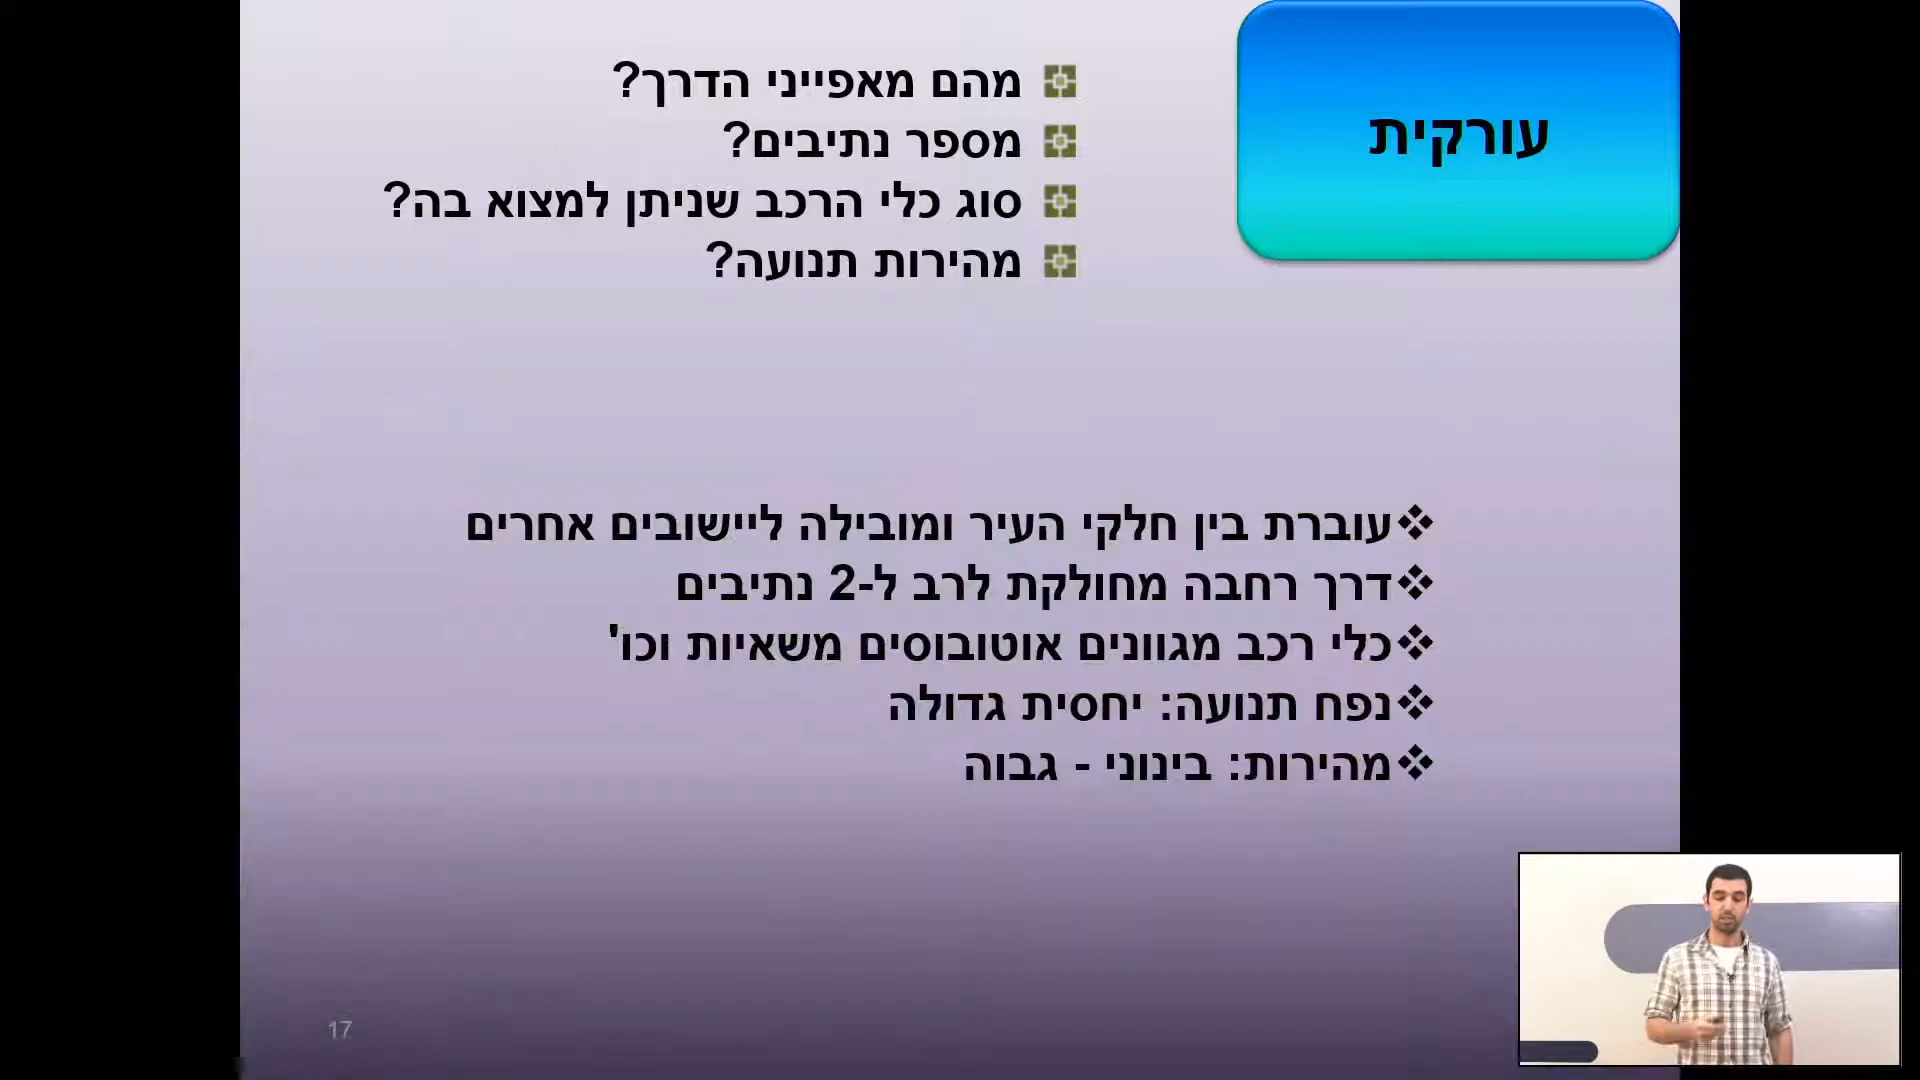 עורקית
מהם מאפייני הדרך?
מספר נתיבים?
סוג כלי הרכב שניתן למצוא בה?
מהירות תנועה?
עוברת בין חלקי העיר ומובילה ליישובים אחרים
דרך רחבה מחולקת לרב ל-2 נתיבים
כלי רכב מגוונים אוטובוסים משאיות וכו'
נפח תנועה: יחסית גדולה
מהירות: בינוני - גבוה
17